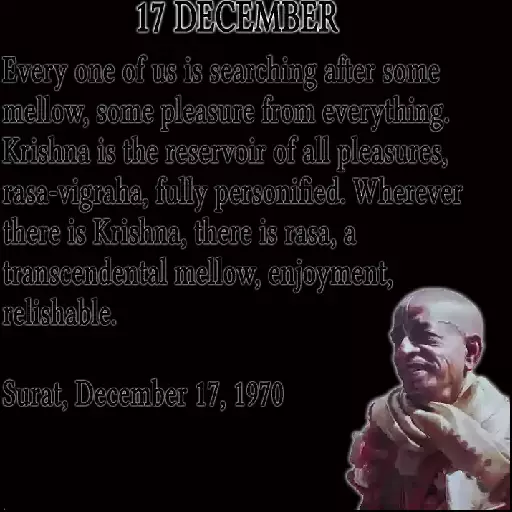 17 DECEMBER
Every one of us is searching after some
mellow, some pleasure from everything.
Krishna is the reservoir of all pleasures,
rasa-vigraha, fully personified. Wherever
there is Krishna, there is rasa, a
transcendental mellow, enjoyment,
relishable.
Surat, December 17, 1970